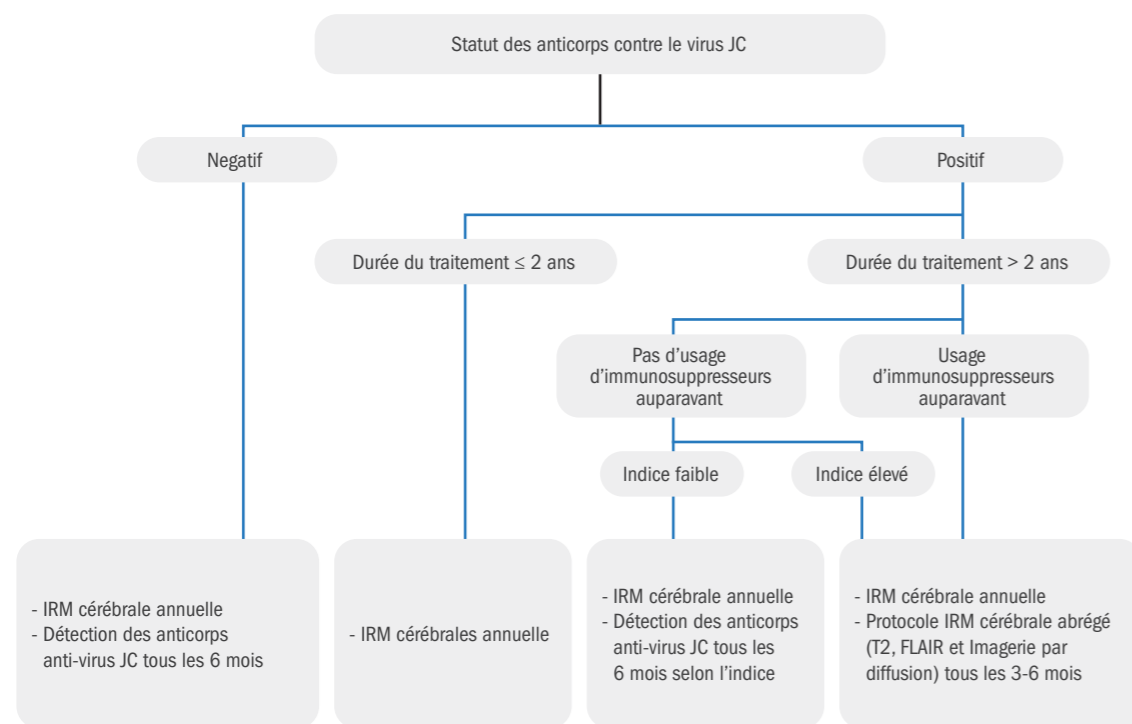 Statut des anticorps contre le virus JC
Negatif
Positif
Durée du traitement ≤ 2 ans
Durée du traitement > 2 ans
Pas d'usage
d'immunosuppresseurs
auparavant
Usage
d'immunosuppresseurs
auparavant
Indice faible
Indice élevé
- IRM cérébrale annuelle
- Détection des anticorps
anti-virus JC tous les 6 mois
- IRM cérébrales annuelle
- IRM cérébrale annuelle
- Détection des anticorps
anti-virus JC tous les
6 mois selon l'indice
- IRM cérébrale annuelle
- Protocole IRM cérébrale abrégé
(T2, FLAIR et Imagerie par
diffusion) tous les 3-6 mois